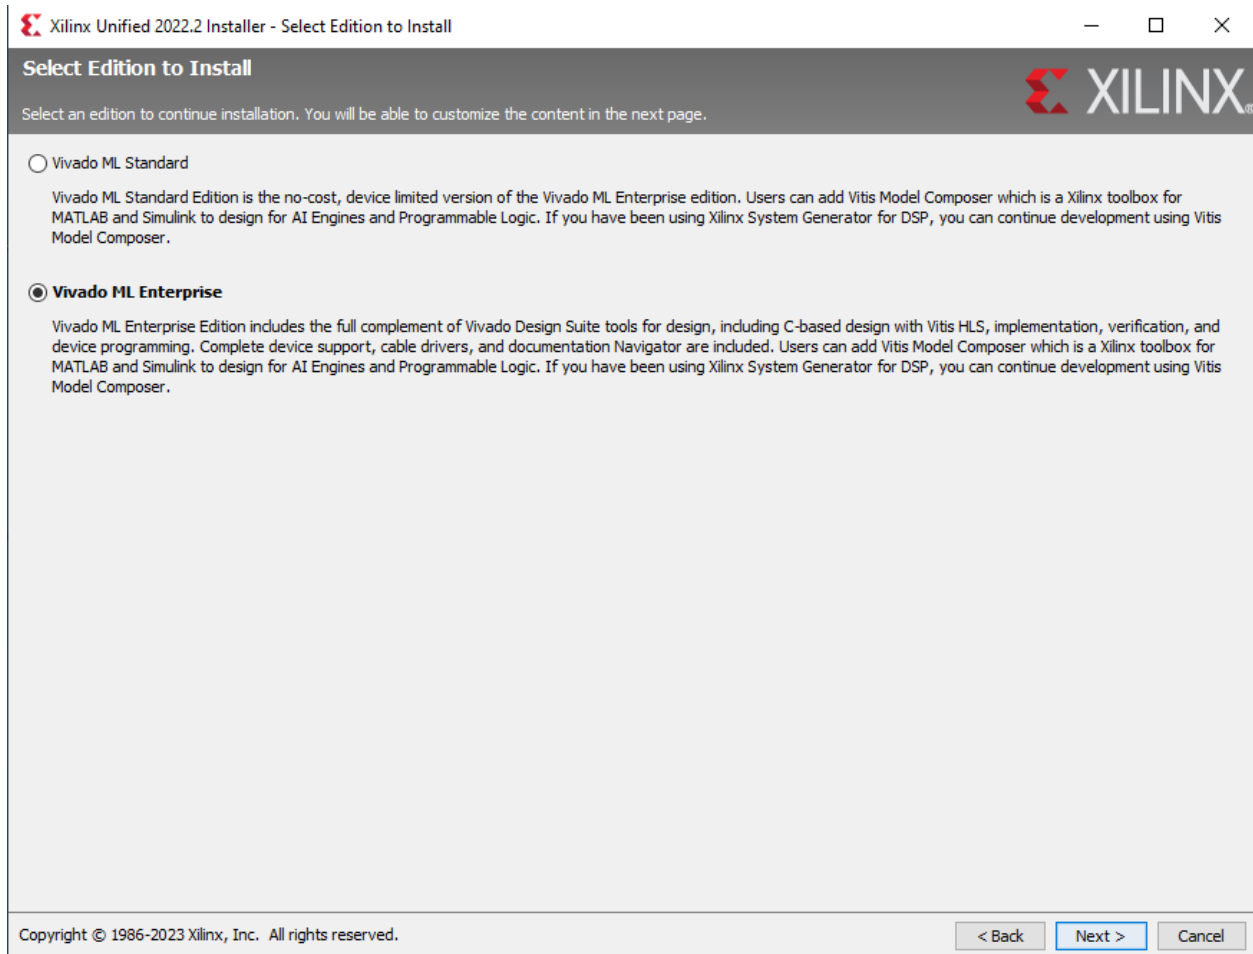 Xilinx Unified 2022.2 Installer - Select Edition to Install
Select Edition to Install
XILINX®
Select an edition to continue installation. You will be able to customize the content in the next page.
Vivado ML Standard
Vivado ML Standard Edition is the no-cost, device limited version of the Vivado ML Enterprise edition. Users can add Vitis Model Composer which is a Xilinx toolbox for
MATLAB and Simulink to design for AI Engines and Programmable Logic. If you have been using Xilinx System Generator for DSP, you can continue development using Vitis
Model Composer.
Vivado ML Enterprise
Vivado ML Enterprise Edition includes the full complement of Vivado Design Suite tools for design, including C-based design with Vitis HLS, implementation, verification, and
device programming. Complete device support, cable drivers, and documentation Navigator are included. Users can add Vitis Model Composer which is a Xilinx toolbox for
MATLAB and Simulink to design for AI Engines and Programmable Logic. If you have been using Xilinx System Generator for DSP, you can continue development using Vitis
Model Composer.
Copyright © 1986-2023 Xilinx, Inc. All rights reserved.
< Back
Next >
Cancel